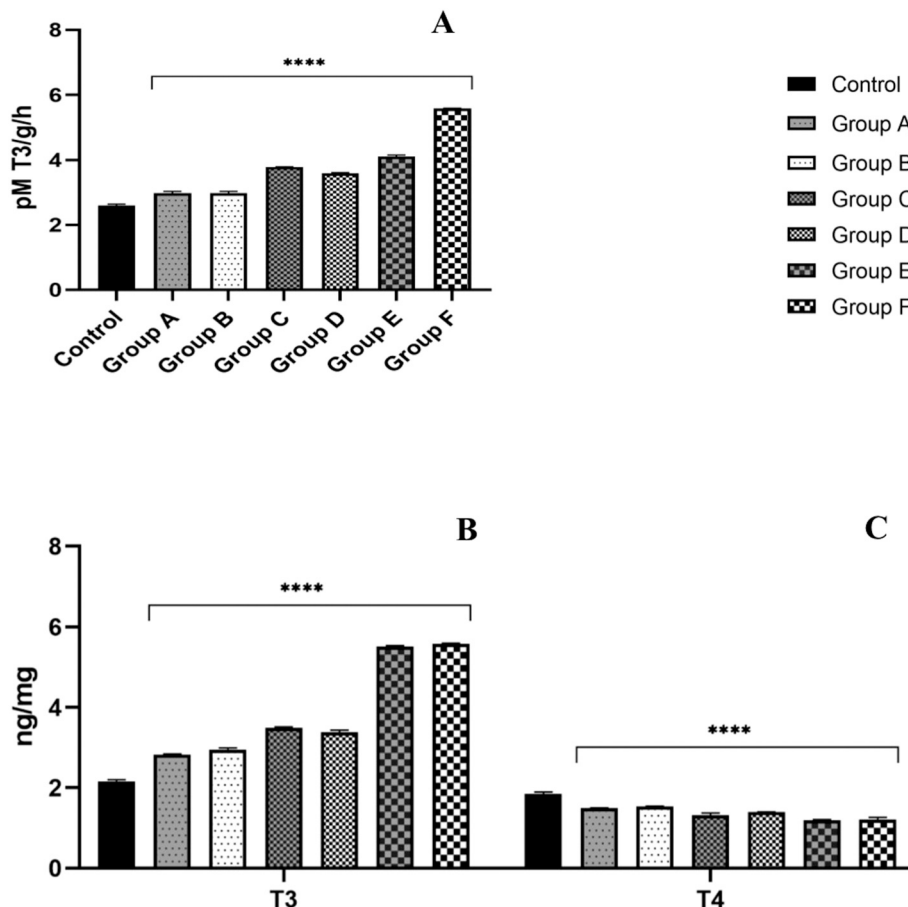 A
8
6
4
2
0
pM T3/g/h
****
Control
Group A
Group B
Group C
Group D
Group E
Group F
Control
Group A
Group B
Group C
Group D
Group E
Group F
B
C
8
6
4
2
0
ng/mg
****
****
T3
T4